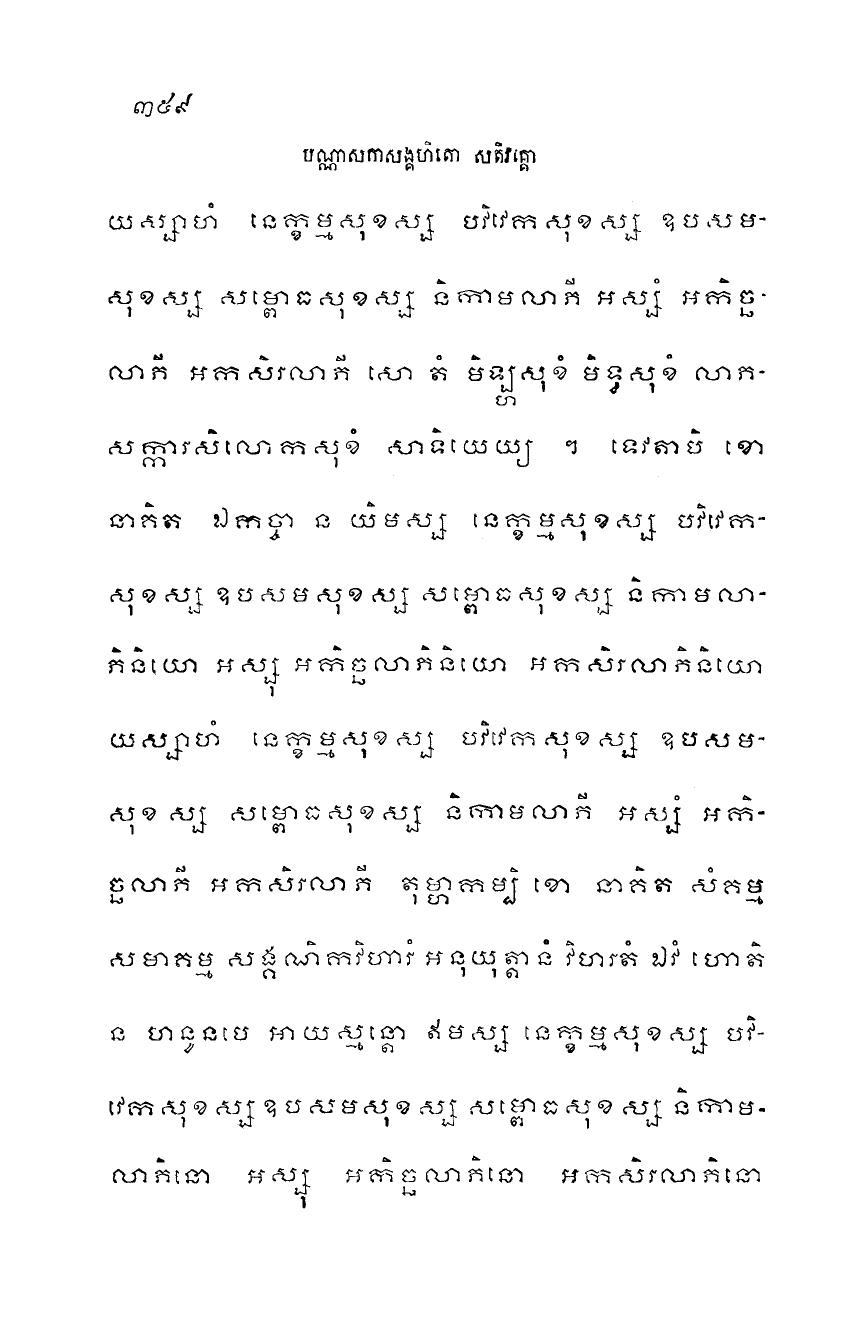 ៣៥៩
បណ្ណាសកាសង្គហិតោ សតិវគ្គោ
យស្សាហំ នេក្ខម្មសុខស្ស បវិវេកសុខស្ស ឧបសម-
សុខស្ស សម្ពោធសុខស្ស និកាមលាភី អស្សំ អកិច្ឆ-
លាភី អកសិរលាភី សោ តំ មិឡ្ហសុខំ មិទ្ធសុខំ លាភ-
សក្ការសិលោកសុខំ សាទិយេយ្យ ។ ទេវតាបិ ខោ
នាគិត ឯកច្ចា ន យិមស្ស នេក្ខម្មសុខស្ស បវិវេក-
សុខស្ស ឧបសមសុខស្ស សម្ពោធសុខស្ស និកាមលា-
ភិនិយោ អស្សុ អកិច្ឆលាភិនិយោ អកសិរលាភិនិយោ
យស្សាហំ នេក្ខម្មសុខស្ស បវិវេកសុខស្ស ឧបសម-
សុខស្ស សម្ពោធសុខស្ស និកាមលាភី អស្សំ អកិ-
ច្ឆលាភី អកសិរលាភី តុម្ហាកម្បិ ខោ នាគិត សំគម្ម
សមាគម្ម សង្គណិកវិហារំ អនុយុត្តានំ វិហរតំ ឯវំ ហោតិ
ន ហនូនមេ អាយស្មន្តោ ឥមស្ស នេក្ខម្មសុខស្ស បវិ-
វេកសុខស្ស ឧបសមសុខស្ស សម្ពោធសុខស្ស និកាម-
លាភិនោ អស្សុ អកិច្ឆលាភិនោ អកសិរលាភិនោ